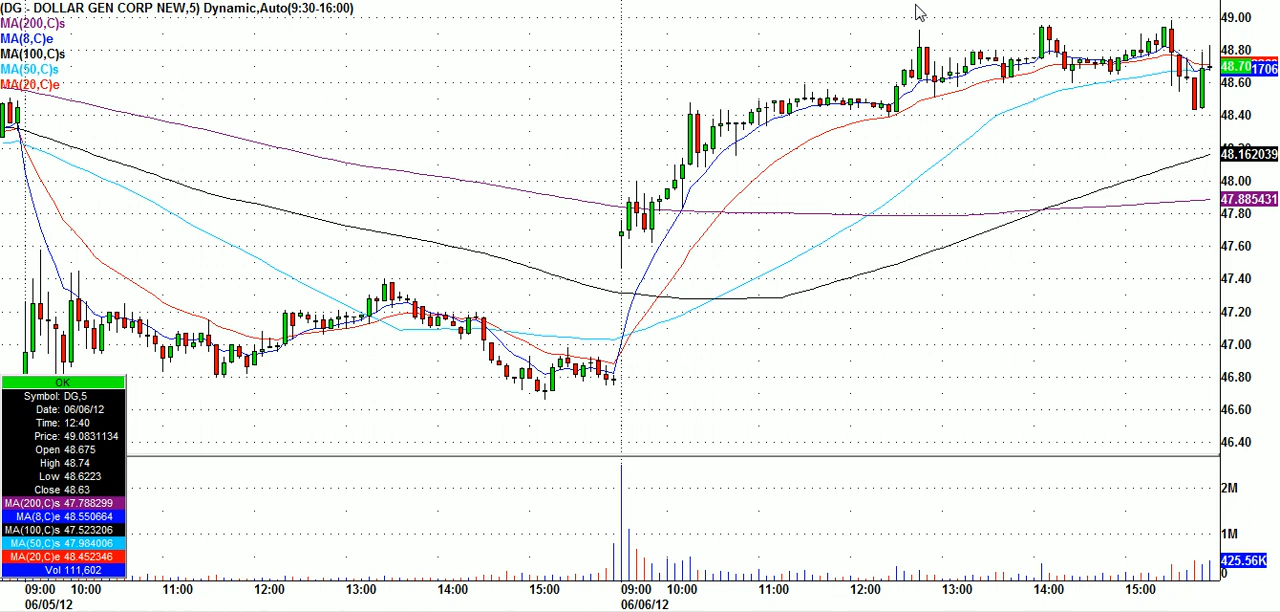 (DG - DOLLAR GEN CORP NEW,5) Dynamic,Auto(9:30-16:00)
MA(200,C)s
MA(8,C)e
MA(100,C)s
MA(50,C)s
MA(20,C)e
49.00
48.80
48.70
1706
48.60
48.40
48.162039
48.00
47.885431
47.80
47.60
47.40
47.20
47.00
46.80
46.60
46.40
2M
1M
425.56K
0
OK
Symbol: DG,5
Date: 06/06/12
Time: 12:40
Price: 49.0831134
Open 48.675
High 48.74
Low 48.6223
Close 48.63
MA(200,C)s 47.788299
MA(8,C)e 48.550664
MA(100,C)s 47.523206
MA(50,C)s 47.984006
MA(20,C)e 48.452346
Vol 111,602
09:00 10:00 11:00 12:00 13:00 14:00 15:00 09:00 10:00 11:00 12:00 13:00 14:00 15:00
06/05/12 06/06/12